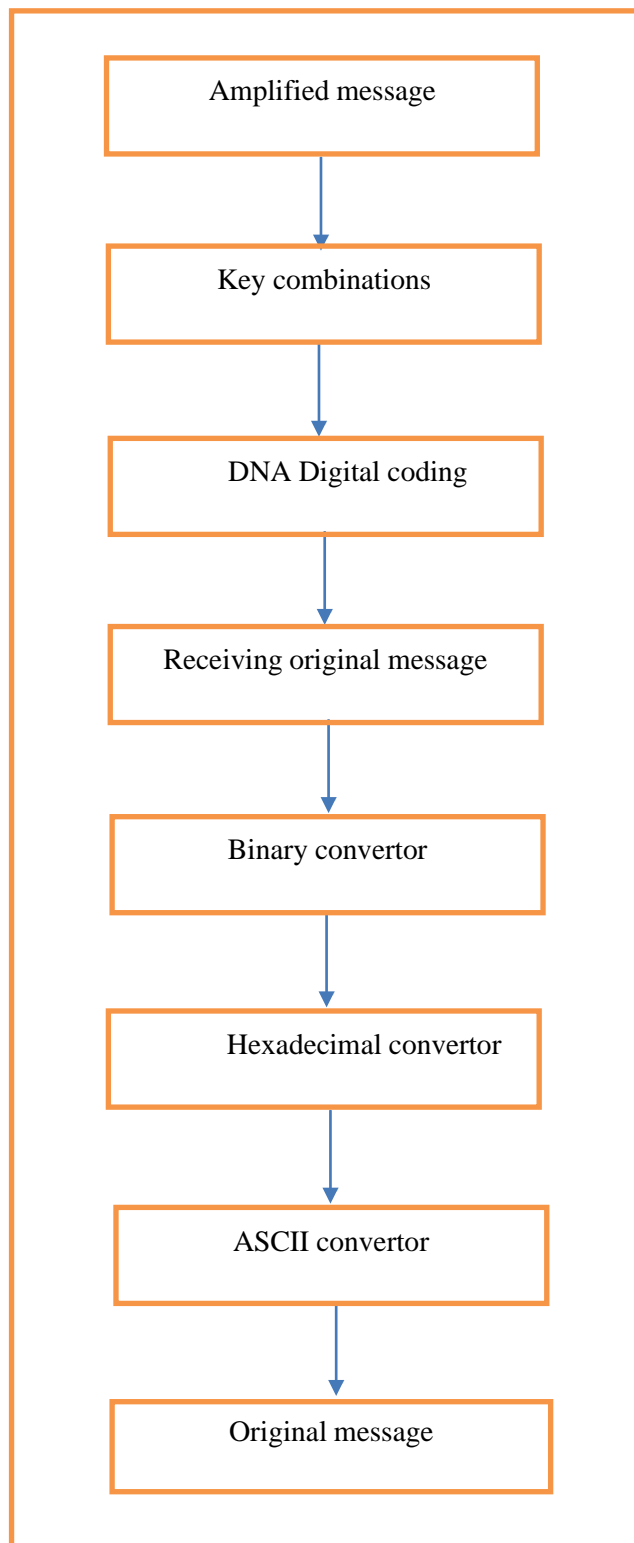 Amplified message
Key combinations
DNA Digital coding
Receiving original message
Binary convertor
Hexadecimal convertor
ASCII convertor
Original message